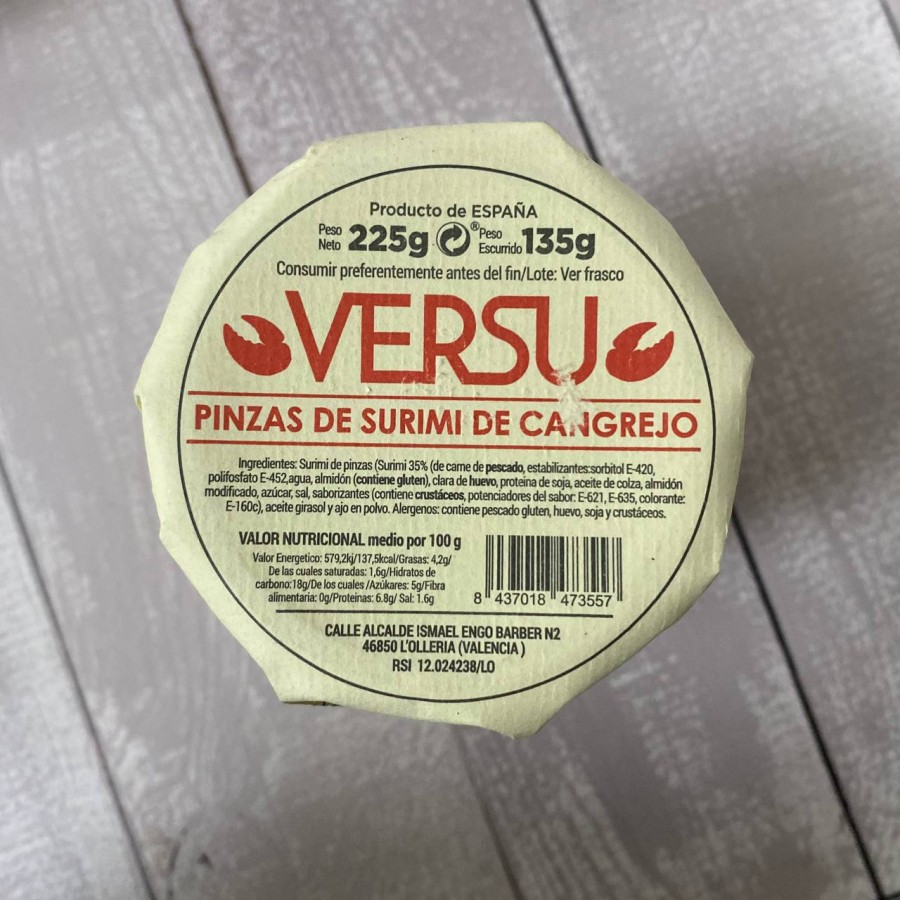 Producto de ESPAÑA
Peso Neto 225g ® Peso Escurrido 135g
Consumir preferentemente antes del fin/Lote: Ver frasco
VERSU
PINZAS DE SURIMI DE CANGREJO
Ingredientes: Surimi de pinzas (Surimi 35% (de carne de pescado, estabilizantes:sorbitol E-420,
polifosfato E-452,agua, almidón (contiene gluten), clara de huevo, proteina de soja, aceite de colza, almidón
modificado, azúcar, sal, saborizantes (contiene crustáceos, potenciadores del sabor: E-621, E-635, colorante:
E-160c), aceite girasol y ajo en polvo. Alergenos: contiene pescado gluten, huevo, soja y crustáceos.
VALOR NUTRICIONAL medio por 100 g
Valor Energetico: 579,2kj/137,5kcal/Grasas: 4,2g/
De las cuales saturadas: 1,6g/Hidratos de
carbono:18g/De los cuales /Azúkares: 5g/Fibra
alimentaria: 0g/Proteinas: 6.8g/ Sal: 1.6g
8 437018 473557
CALLE ALCALDE ISMAEL ENGO BARBER N2
46850 L'OLLERIA (VALENCIA )
RSI 12.024238/LO